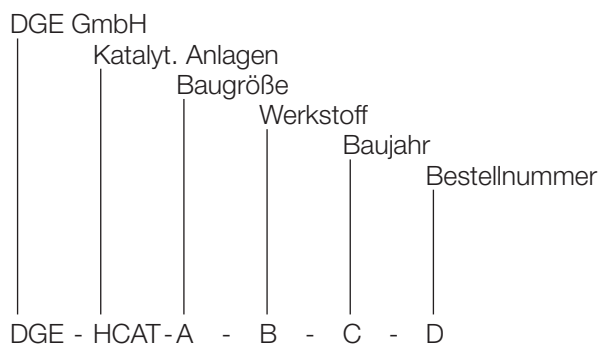 DGE GmbH
Katalyt. Anlagen
Baugröße
Werkstoff
Baujahr
Bestellnummer
DGE - HCAT - A - B - C - D